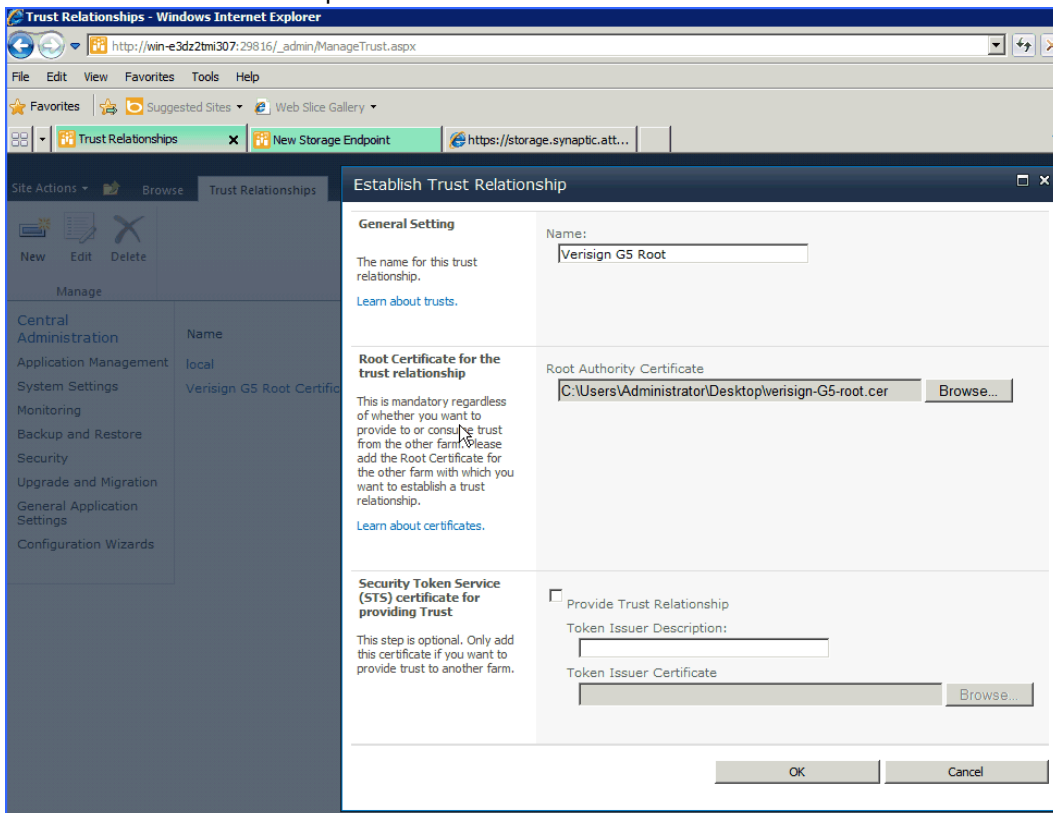 Trust Relationships - Windows Internet Explorer
http://win-e3dz2tmi307:29816/_admin/ManageTrust.aspx
File Edit View Favorites Tools Help
Favorites Suggested Sites Web Slice Gallery
Trust Relationships New Storage Endpoint https://storage.synaptic.att...
Site Actions Browse Trust Relationships
New Edit Delete
Manage
Central
Administration
Application Management
System Settings
Monitoring
Backup and Restore
Security
Upgrade and Migration
General Application
Settings
Configuration Wizards
Name
local
Verisign G5 Root Certific
Establish Trust Relationship
General Setting
The name for this trust
relationship.
Learn about trusts.
Name:
Verisign G5 Root
Root Certificate for the
trust relationship
This is mandatory regardless
of whether you want to
provide to or consume trust
from the other farm. Please
add the Root Certificate for
the other farm with which you
want to establish a trust
relationship.
Learn about certificates.
Root Authority Certificate
C:\Users\Administrator\Desktop\verisign-G5-root.cer Browse...
Security Token Service
(STS) certificate for
providing Trust
This step is optional. Only add
this certificate if you want to
provide trust to another farm.
Provide Trust Relationship
Token Issuer Description:
Token Issuer Certificate
Browse...
OK Cancel